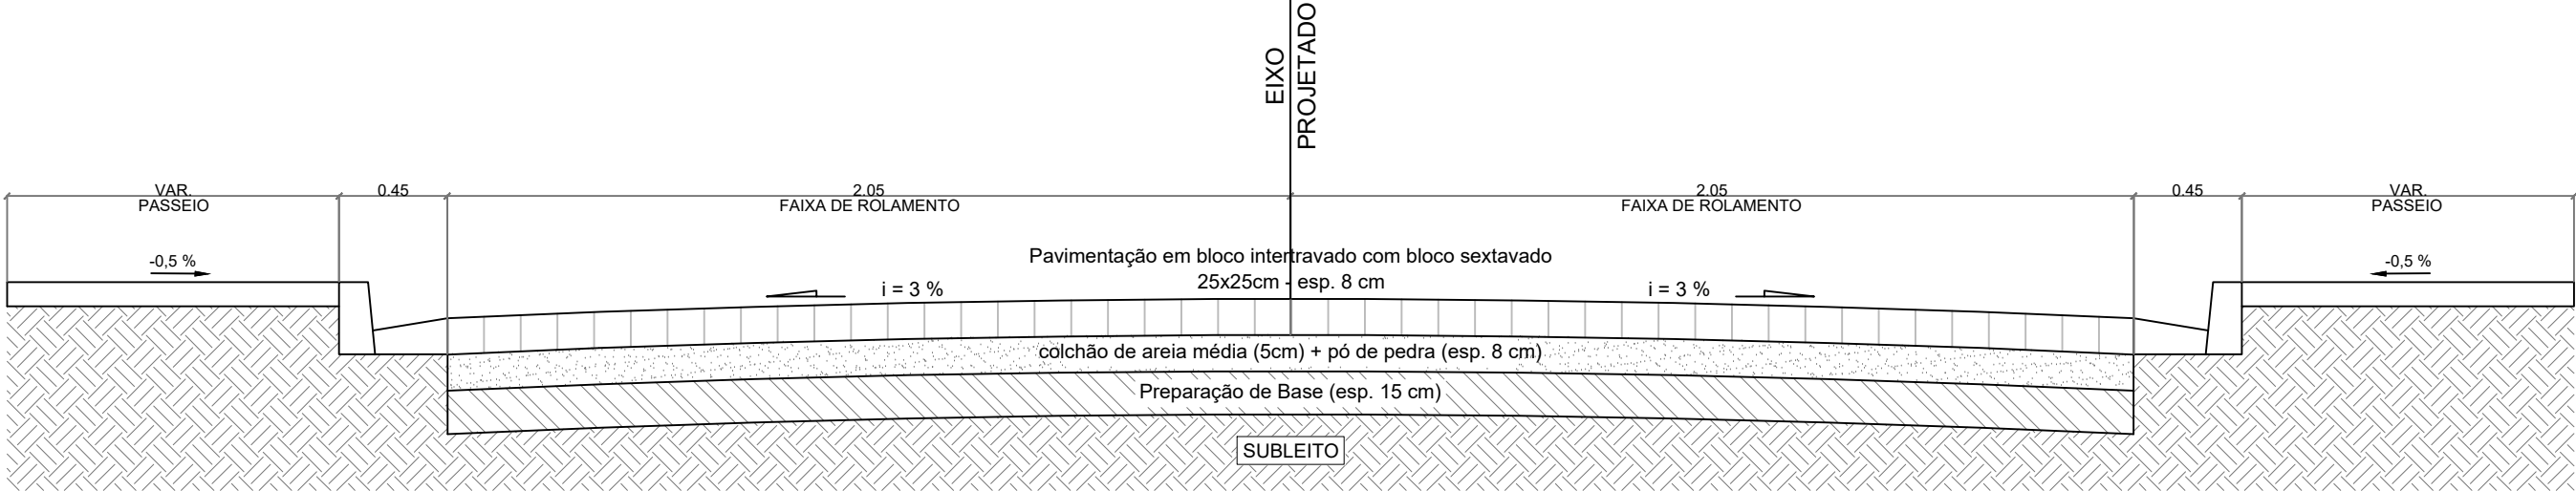 EIXO
PROJETADO
VAR.
PASSEIO
0.45
2.05
FAIXA DE ROLAMENTO
2.05
FAIXA DE ROLAMENTO
0.45
VAR.
PASSEIO
-0,5 %
-0,5 %
Pavimentação em bloco intertravado com bloco sextavado
25x25cm - esp. 8 cm
i = 3 %
i = 3 %
colchão de areia média (5cm) + pó de pedra (esp. 8 cm)
Preparação de Base (esp. 15 cm)
SUBLEITO